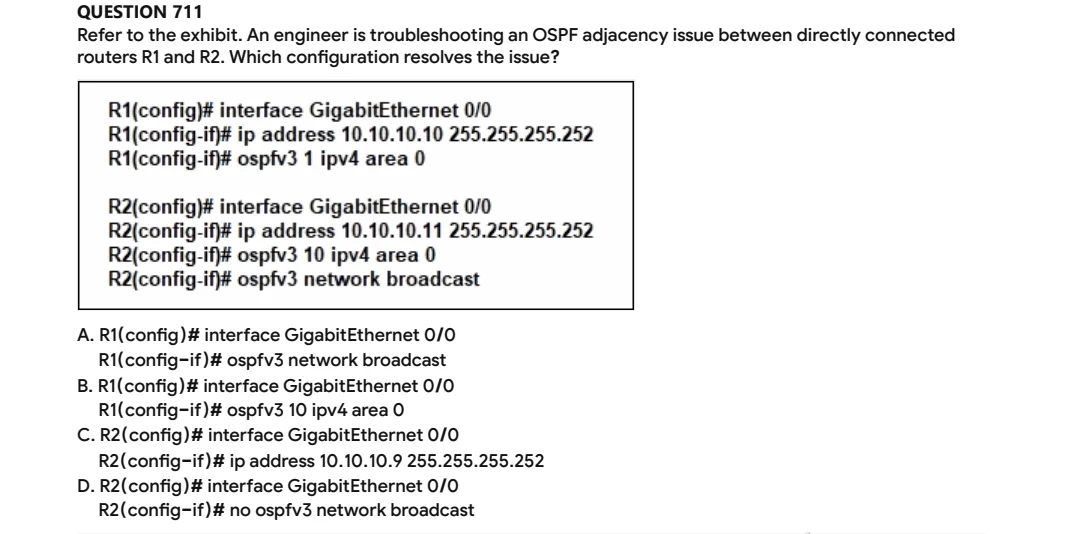 QUESTION 711
Refer to the exhibit. An engineer is troubleshooting an OSPF adjacency issue between directly connected
routers R1 and R2. Which configuration resolves the issue?
R1(config)# interface GigabitEthernet 0/0
R1(config-if)# ip address 10.10.10.10 255.255.255.252
R1(config-if)# ospfv3 1 ipv4 area 0
R2(config)# interface GigabitEthernet 0/0
R2(config-if)# ip address 10.10.10.11 255.255.255.252
R2(config-if)# ospfv3 10 ipv4 area 0
R2(config-if)# ospfv3 network broadcast
A. R1(config)# interface GigabitEthernet 0/0
R1(config-if)# ospfv3 network broadcast
B. R1(config)# interface GigabitEthernet 0/0
R1(config-if)# ospfv3 10 ipv4 area 0
C. R2(config)# interface GigabitEthernet 0/0
R2(config-if)# ip address 10.10.10.9 255.255.255.252
D. R2(config)# interface GigabitEthernet 0/0
R2(config-if)# no ospfv3 network broadcast